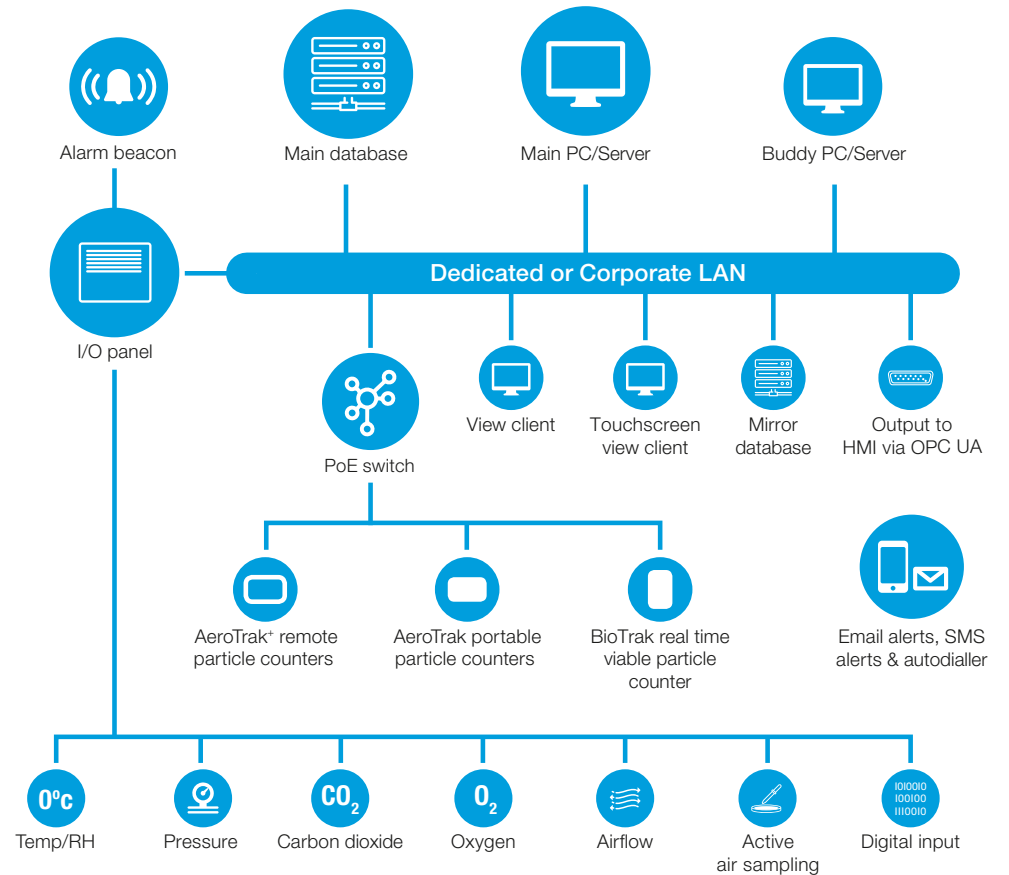 Alarm beacon
Main database
Main PC/Server
Buddy PC/Server
Dedicated or Corporate LAN
I/O panel
PoE switch
View client
Touchscreen
view client
Mirror
database
Output to
HMI via OPC UA
AeroTrak⁺ remote
particle counters
AeroTrak portable
particle counters
BioTrak real time
viable particle
counter
Email alerts, SMS
alerts & autodialler
0ºc
Temp/RH
Pressure
CO₂
Carbon dioxide
O₂
Oxygen
Airflow
Active
air sampling
1010010
100100
1110010
Digital input